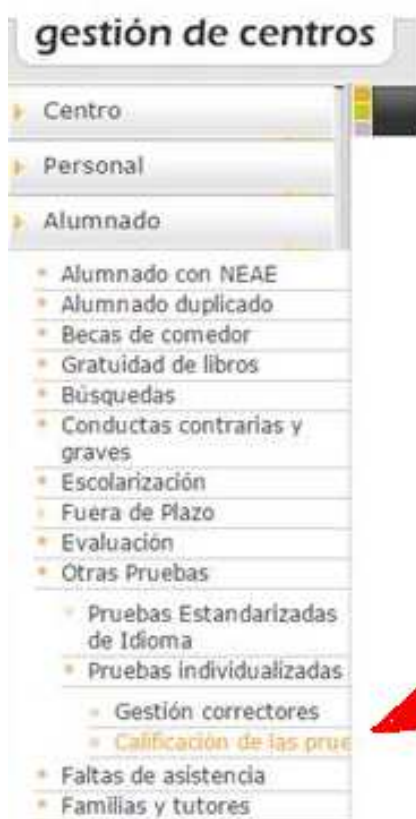 gestión de centros
Centro
Personal
Alumnado
Alumnado con NEAE
Alumnado duplicado
Becas de comedor
Gratuidad de libros
Búsquedas
Conductas contrarias y
graves
Escolarización
Fuera de Plazo
Evaluación
Otras Pruebas
Pruebas Estandarizadas
de Idioma
Pruebas individualizadas
Gestión correctores
Calificación de las prue
Faltas de asistencia
Familias y tutores